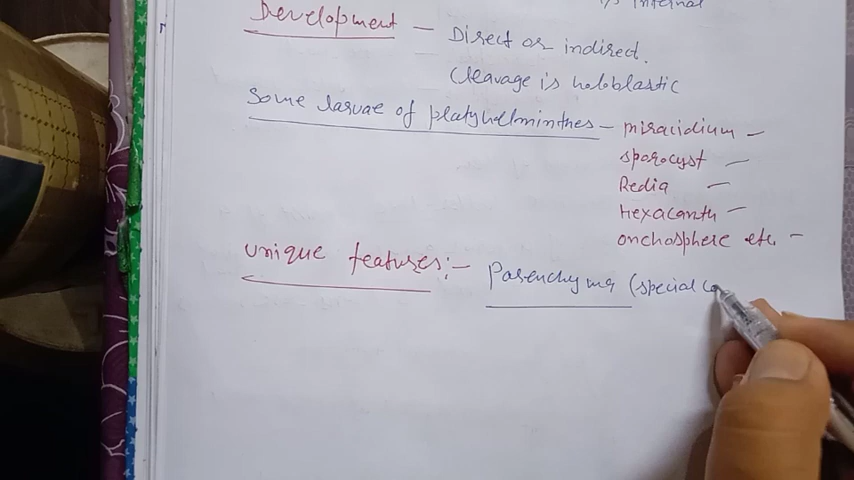 Internal
Development — Direct or indirect.
Cleavage is holoblastic
Some larvae of platyhelminthes — miracidium —
sporocyst —
Redia —
Hexacanth —
onchosphere etc. —
Unique features:— Parenchyma (special